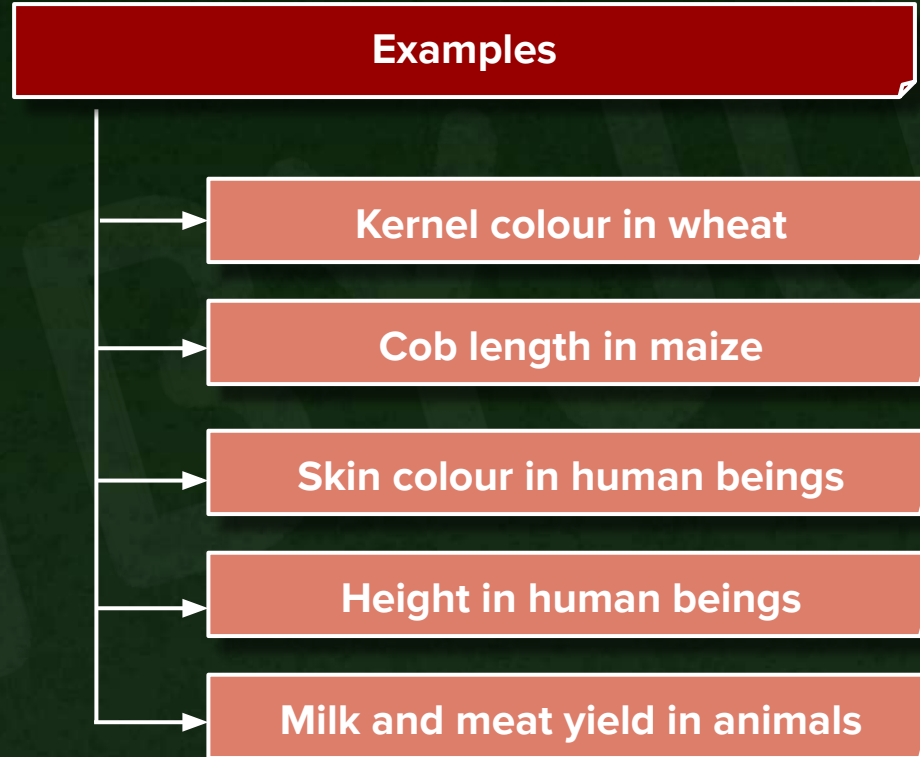 Examples
Kernel colour in wheat
Cob length in maize
Skin colour in human beings
Height in human beings
Milk and meat yield in animals